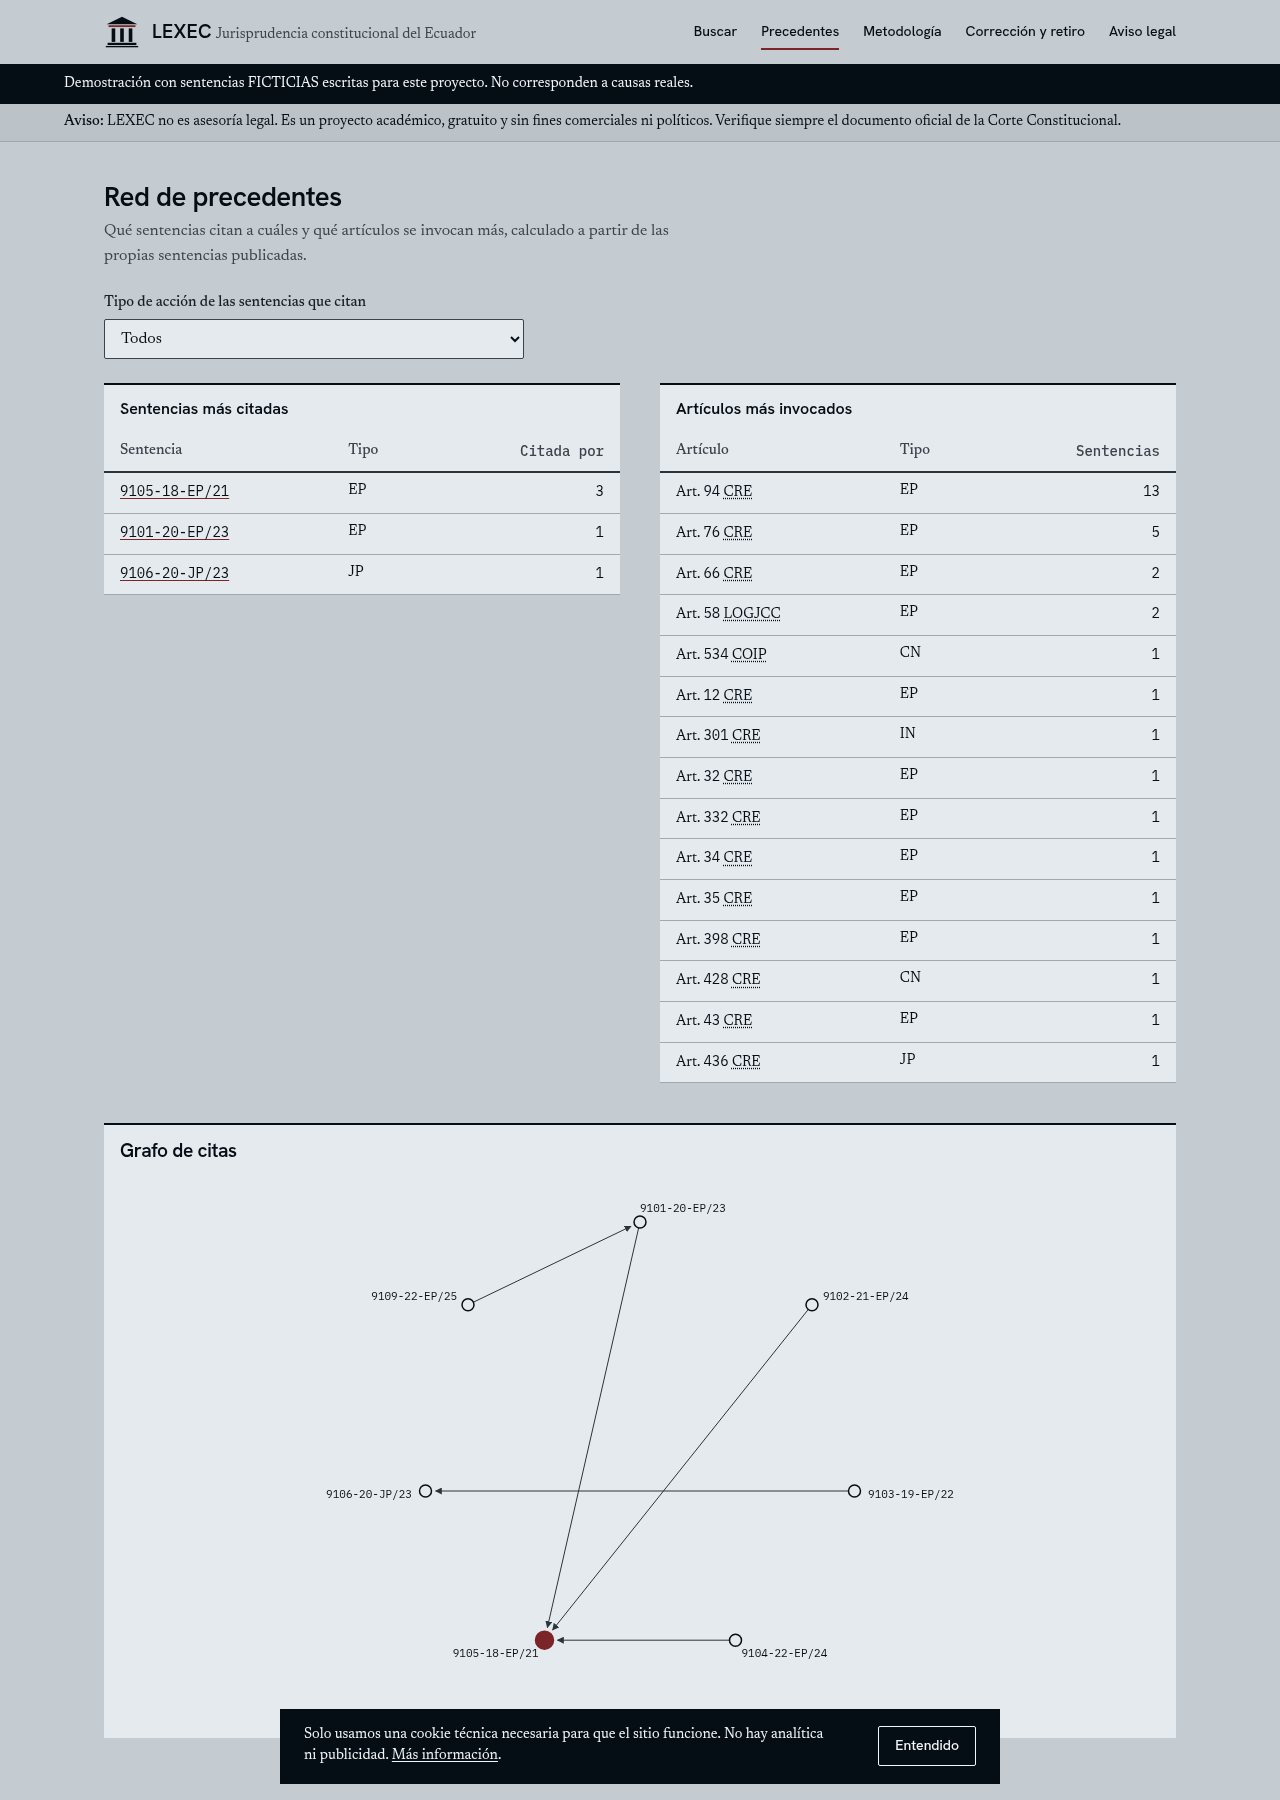 LEXEC Jurisprudencia constitucional del Ecuador
Buscar Precedentes Metodología Corrección y retiro Aviso legal
Demostración con sentencias FICTICIAS escritas para este proyecto. No corresponden a causas reales.
Aviso: LEXEC no es asesoría legal. Es un proyecto académico, gratuito y sin fines comerciales ni políticos. Verifique siempre el documento oficial de la Corte Constitucional.
Red de precedentes
Qué sentencias citan a cuáles y qué artículos se invocan más, calculado a partir de las
propias sentencias publicadas.
Tipo de acción de las sentencias que citan
Todos
Sentencias más citadas
Sentencia Tipo Citada por
9105-18-EP/21 EP 3
9101-20-EP/23 EP 1
9106-20-JP/23 JP 1
Artículos más invocados
Artículo Tipo Sentencias
Art. 94 CRE EP 13
Art. 76 CRE EP 5
Art. 66 CRE EP 2
Art. 58 LOGJCC EP 2
Art. 534 COIP CN 1
Art. 12 CRE EP 1
Art. 301 CRE IN 1
Art. 32 CRE EP 1
Art. 332 CRE EP 1
Art. 34 CRE EP 1
Art. 35 CRE EP 1
Art. 398 CRE EP 1
Art. 428 CRE CN 1
Art. 43 CRE EP 1
Art. 436 CRE JP 1
Grafo de citas
9101-20-EP/23
9109-22-EP/25
9102-21-EP/24
9106-20-JP/23
9103-19-EP/22
9105-18-EP/21
9104-22-EP/24
Solo usamos una cookie técnica necesaria para que el sitio funcione. No hay analítica
ni publicidad. Más información.
Entendido